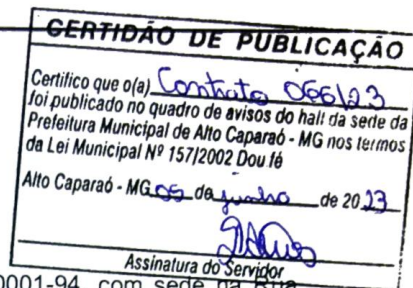 CERTIDÃO DE PUBLICAÇÃO
Certifico que o(a) Contrato 066/23
foi publicado no quadro de avisos do hall da sede da
Prefeitura Municipal de Alto Caparaó - MG nos termos
da Lei Municipal Nº 157/2002 Dou fé
Alto Caparaó - MG 05 de junho de 2023
Assinatura do Servidor
0001-94, com sede na Rua